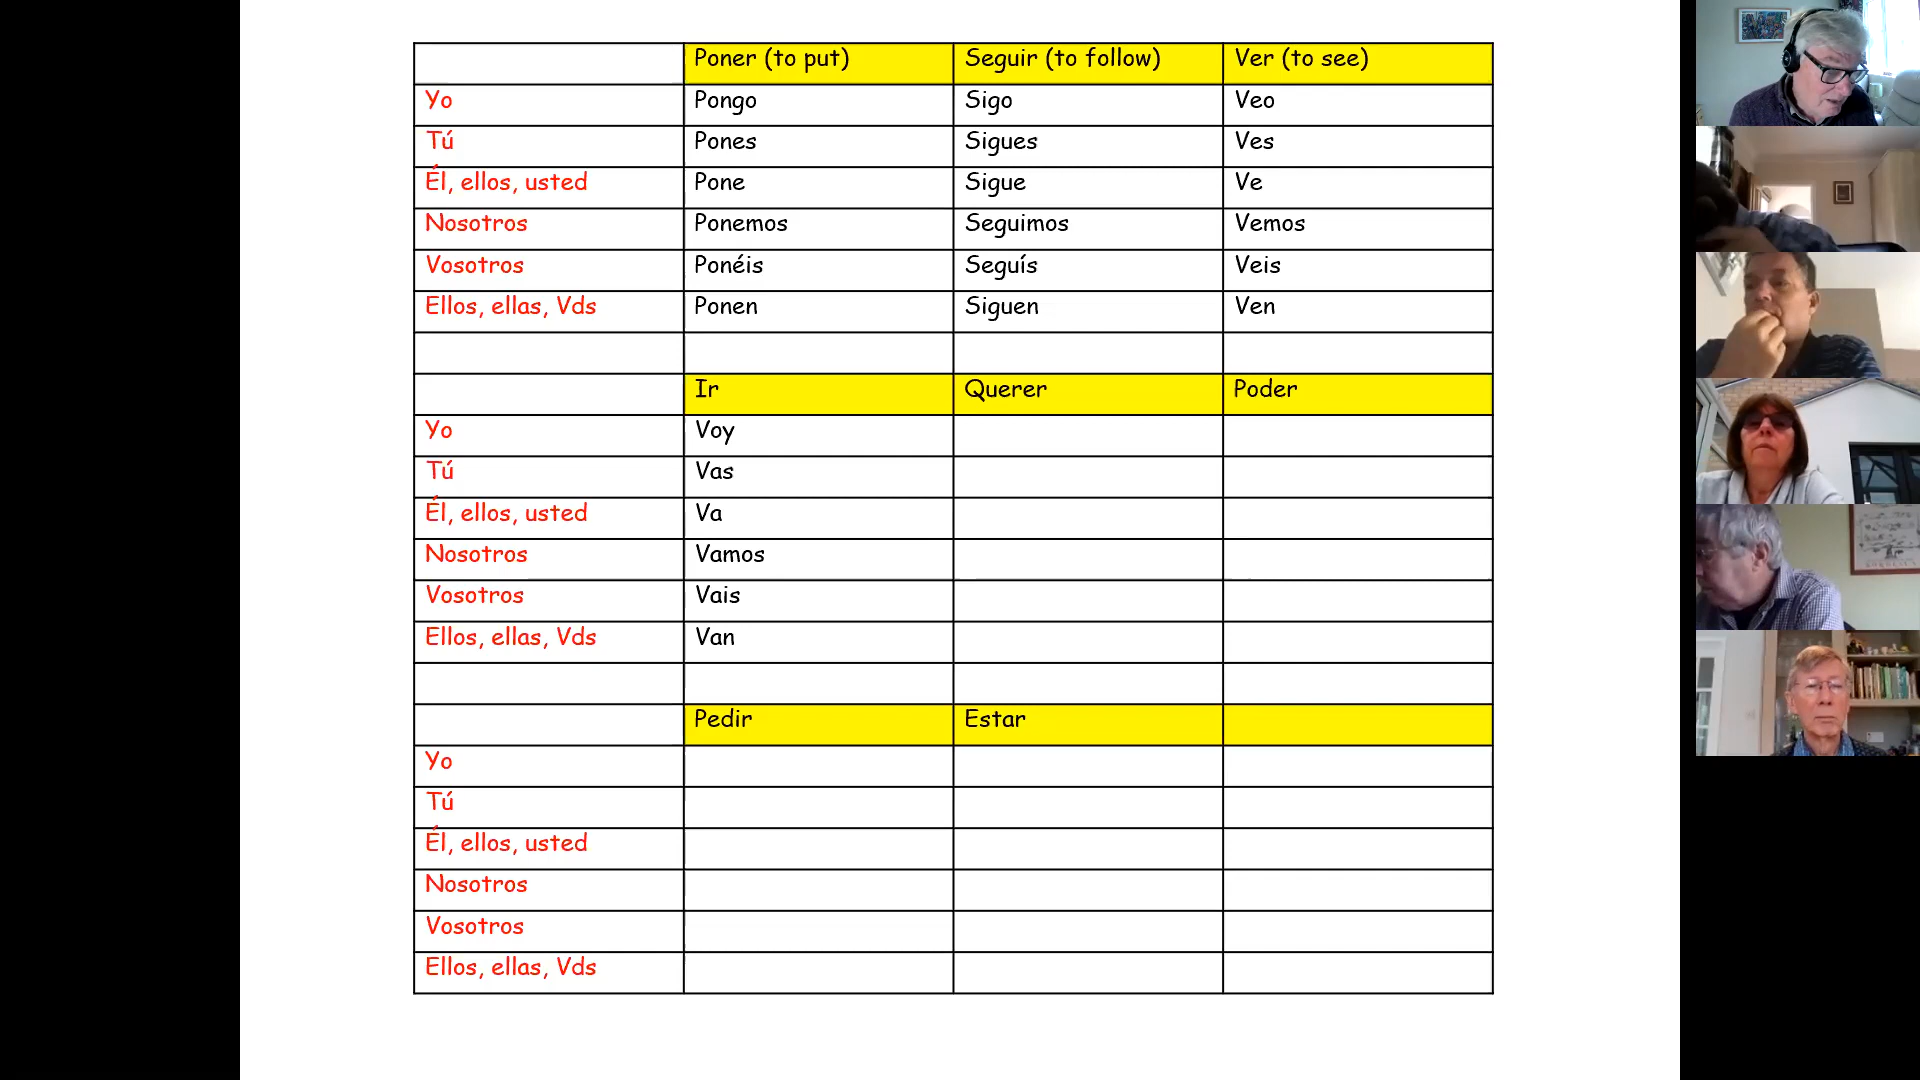 Poner (to put) Seguir (to follow) Ver (to see)
Yo Pongo Sigo Veo
Tú Pones Sigues Ves
Él, ellos, usted Pone Sigue Ve
Nosotros Ponemos Seguimos Vemos
Vosotros Ponéis Seguís Veis
Ellos, ellas, Vds Ponen Siguen Ven
Ir Querer Poder
Yo Voy
Tú Vas
Él, ellos, usted Va
Nosotros Vamos
Vosotros Vais
Ellos, ellas, Vds Van
Pedir Estar
Yo
Tú
Él, ellos, usted
Nosotros
Vosotros
Ellos, ellas, Vds